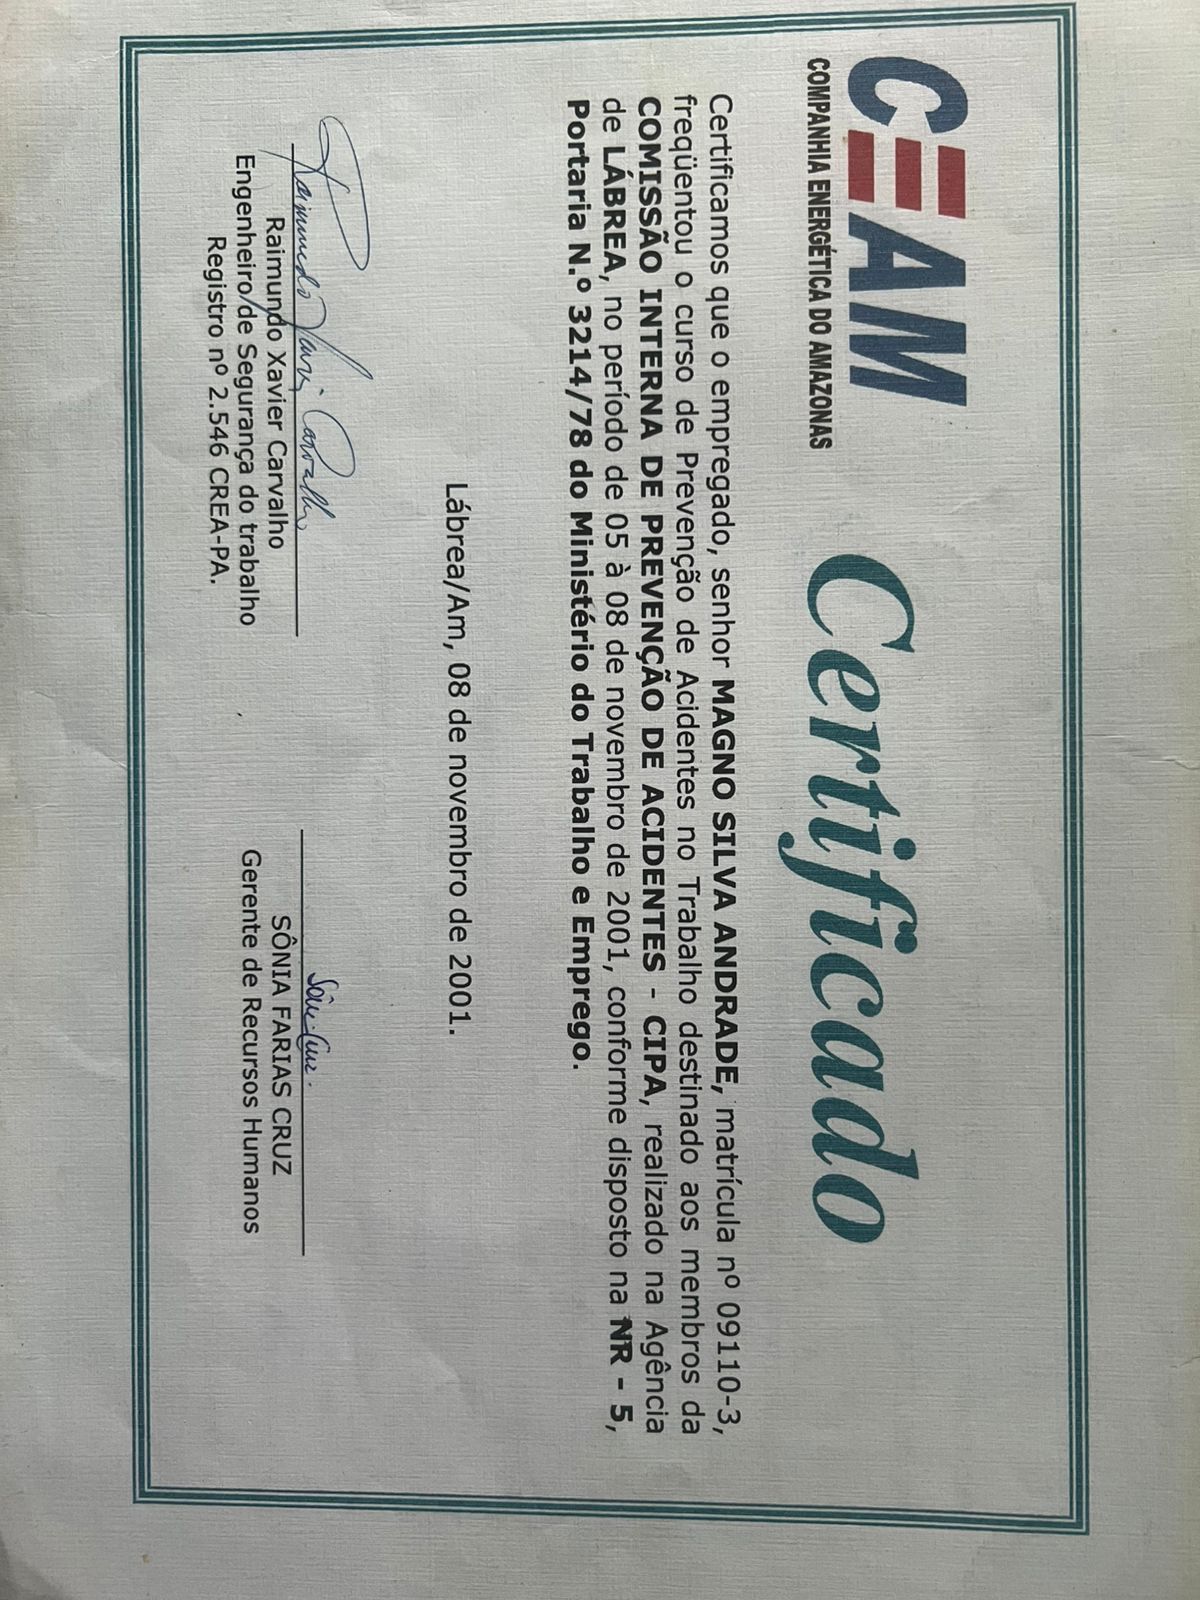 CEAM
COMPANHIA ENERGÉTICA DO AMAZONAS
Certificado
Certificamos que o empregado, senhor MAGNO SILVA ANDRADE, matrícula nº 09110-3,
freqüentou o curso de Prevenção de Acidentes no Trabalho destinado aos membros da
COMISSÃO INTERNA DE PREVENÇÃO DE ACIDENTES - CIPA, realizado na Agência
de LÁBREA, no período de 05 à 08 de novembro de 2001, conforme disposto na NR - 5,
Portaria N.º 3214/78 do Ministério do Trabalho e Emprego.
Lábrea/Am, 08 de novembro de 2001.
Raimundo Xavier Carvalho
Raimundo Xavier Carvalho
Engenheiro de Segurança do trabalho
Registro nº 2.546 CREA-PA.
Sônia Cruz
SÔNIA FARIAS CRUZ
Gerente de Recursos Humanos